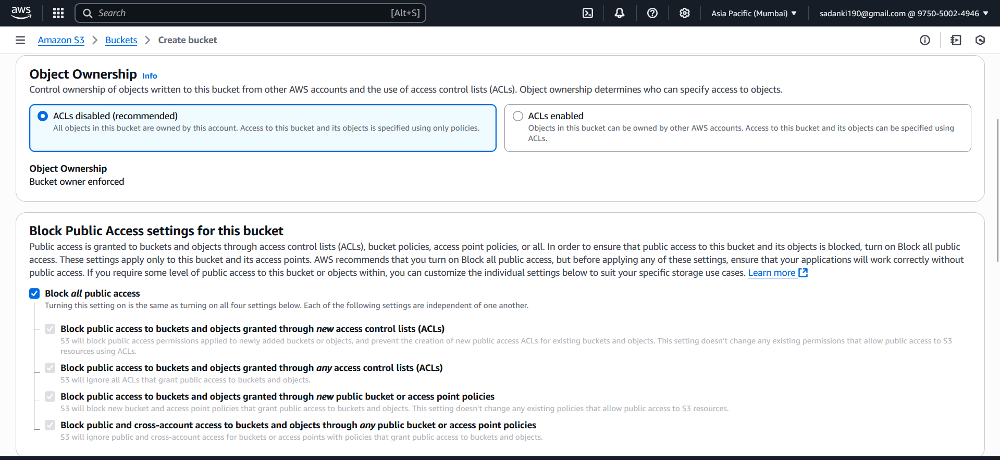 aws
Search [Alt+S]
Asia Pacific (Mumbai) ▼
sadanki190@gmail.com @ 9750-5002-4946 ▼
Amazon S3 > Buckets > Create bucket
Object Ownership Info
Control ownership of objects written to this bucket from other AWS accounts and the use of access control lists (ACLs). Object ownership determines who can specify access to objects.
ACLs disabled (recommended)
All objects in this bucket are owned by this account. Access to this bucket and its objects is specified using only policies.
ACLs enabled
Objects in this bucket can be owned by other AWS accounts. Access to this bucket and its objects can be specified using
ACLs.
Object Ownership
Bucket owner enforced
Block Public Access settings for this bucket
Public access is granted to buckets and objects through access control lists (ACLs), bucket policies, access point policies, or all. In order to ensure that public access to this bucket and its objects is blocked, turn on Block all public
access. These settings apply only to this bucket and its access points. AWS recommends that you turn on Block all public access, but before applying any of these settings, ensure that your applications will work correctly without
public access. If you require some level of public access to this bucket or objects within, you can customize the individual settings below to suit your specific storage use cases. Learn more
Block all public access
Turning this setting on is the same as turning on all four settings below. Each of the following settings are independent of one another.
Block public access to buckets and objects granted through new access control lists (ACLs)
S3 will block public access permissions applied to newly added buckets or objects, and prevent the creation of new public access ACLs for existing buckets and objects. This setting doesn't change any existing permissions that allow public access to S3
resources using ACLs.
Block public access to buckets and objects granted through any access control lists (ACLs)
S3 will ignore all ACLs that grant public access to buckets and objects.
Block public access to buckets and objects granted through new public bucket or access point policies
S3 will block new bucket and access point policies that grant public access to buckets and objects. This setting doesn't change any existing policies that allow public access to S3 resources.
Block public and cross-account access to buckets and objects through any public bucket or access point policies
S3 will ignore public and cross-account access for buckets or access points with policies that grant public access to buckets and objects.